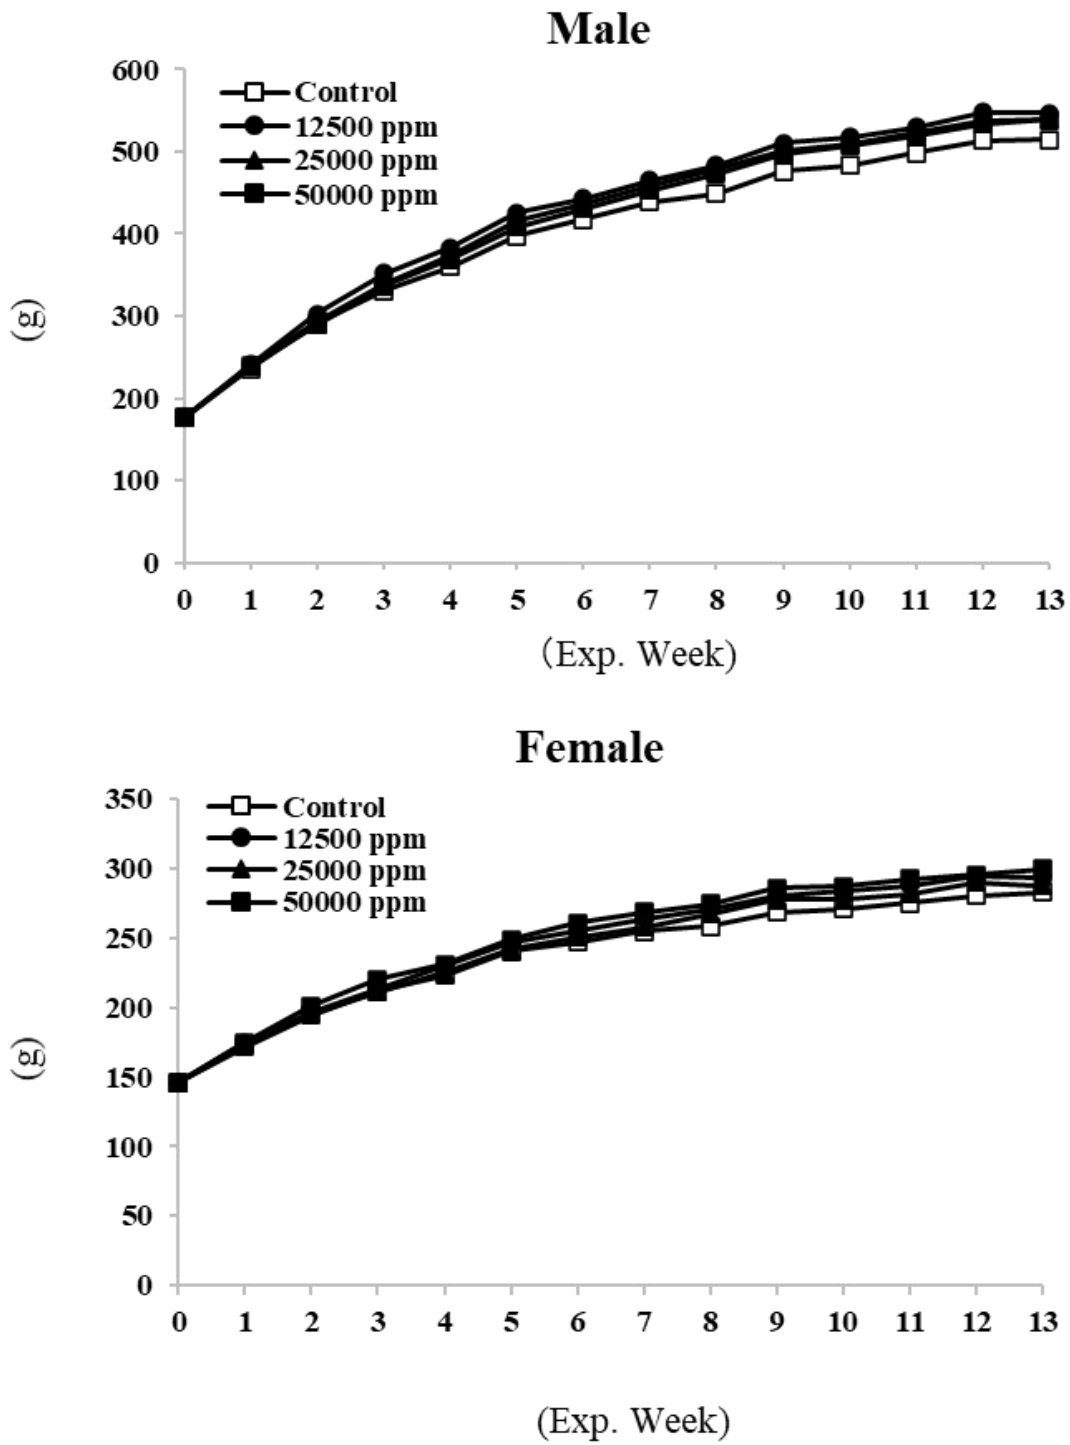 Male
600
500
400
300
200
100
0
Control
12500 ppm
25000 ppm
50000 ppm
(g)
0 1 2 3 4 5 6 7 8 9 10 11 12 13
(Exp. Week)
Female
350
300
250
200
150
100
50
0
Control
12500 ppm
25000 ppm
50000 ppm
(g)
0 1 2 3 4 5 6 7 8 9 10 11 12 13
(Exp. Week)